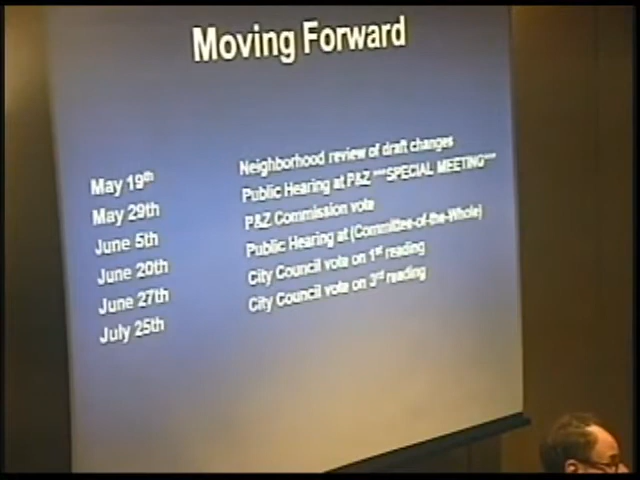 Moving Forward
May 19th Neighborhood review of draft changes
May 29th Public Hearing at P&Z ***SPECIAL MEETING***
June 5th P&Z Commission vote
June 20th Public Hearing at (Committee-of-the-Whole)
June 27th City Council vote on 1st reading
July 25th City Council vote on 3rd reading